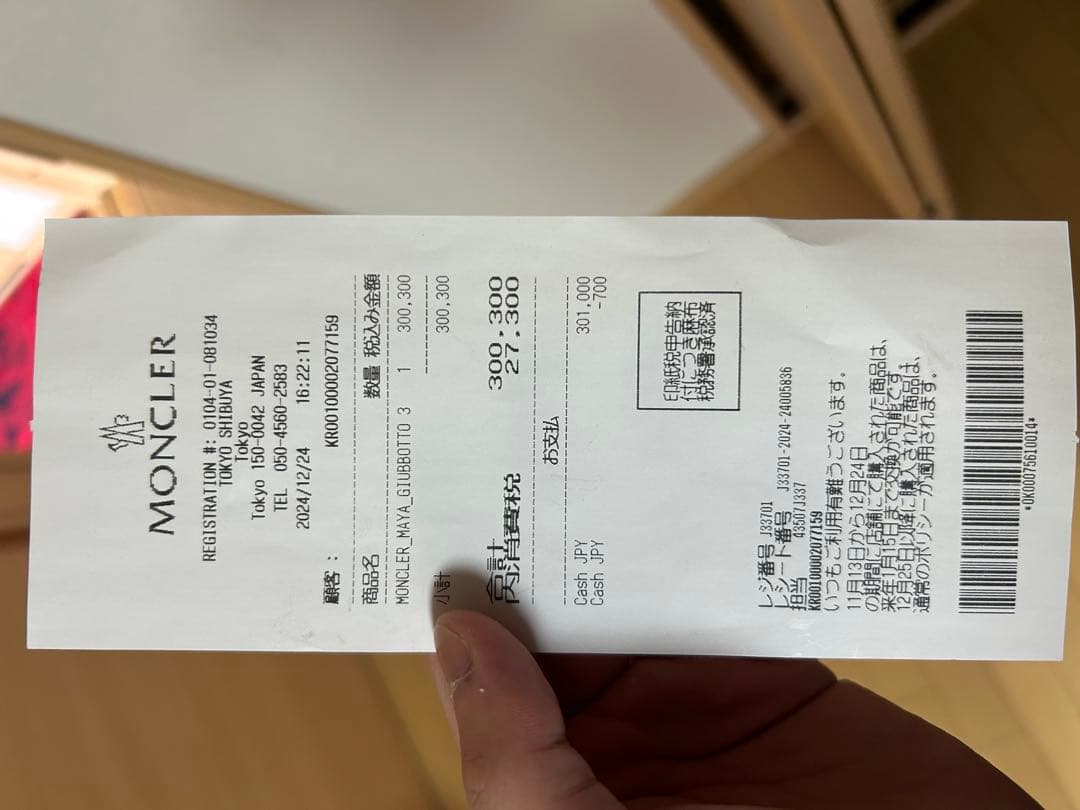 MONCLER
REGISTRATION #: 0104-01-081034
TOKYO SHIBUYA
Tokyo
Tokyo 150-0042 JAPAN
TEL 050-4560-2583
2024/12/24 16:22:11
KR00100002077159
顧客：
商品名 数量 税込み金額
MONCLER_MAYA_GIUBBOTTO 3 1 300,300
小計 300,300
合計 300,300
内消費税 27,300
お支払
Cash JPY 301,000
Cash JPY -700
印紙税申告納
付につき麻布
税務署承認済
レジ番号 J33701
レシート番号 J33701-2024-24005836
担当 43507J337
KR00100002077159
いつもご利用有難うございます。
11月13日から12月24日
の期間に店舗にて購入された商品は、
来年1月15日まで交換が可能です。
12月25日以降に購入された商品は、
通常のポリシーが適用されます。
*0K00075610014*